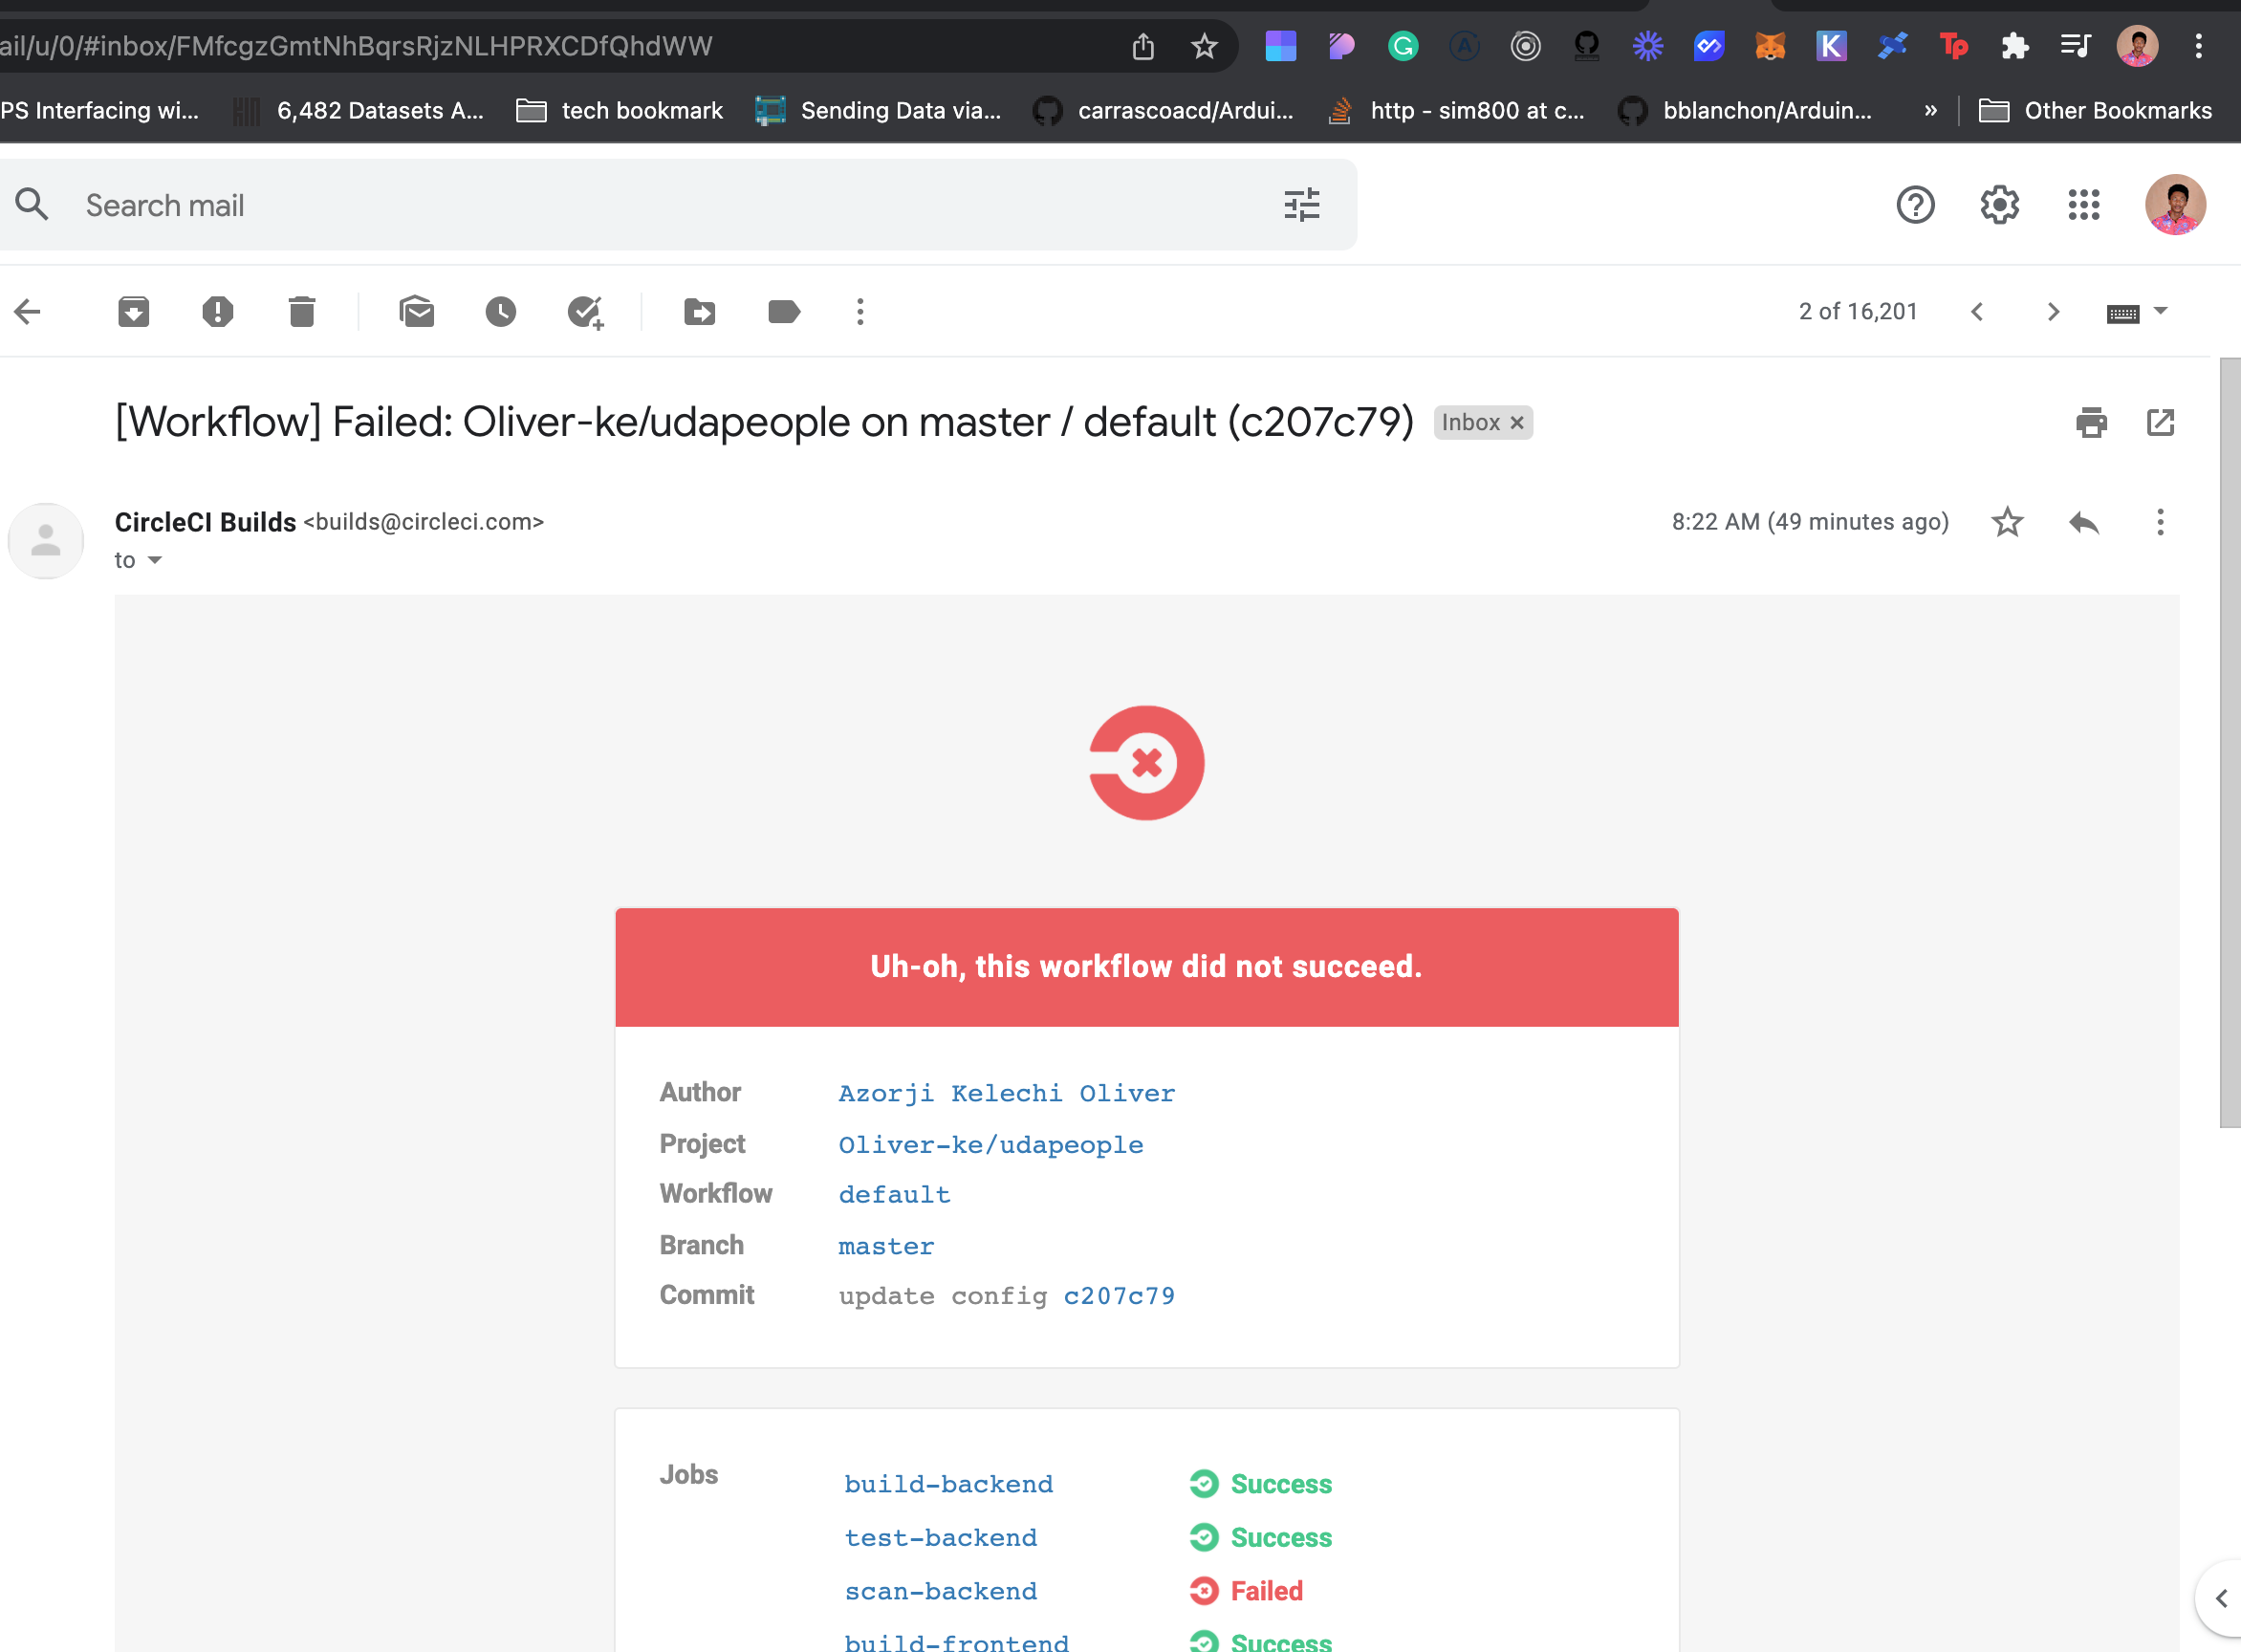 ail/u/0/#inbox/FMfcgzGmtNhBqrsRjzNLHPRXCDfQhdWW
PS Interfacing wi...
6,482 Datasets A...
tech bookmark
Sending Data via...
carrascoacd/Ardui...
http - sim800 at c...
bblanchon/Arduin...
»
Other Bookmarks
Search mail
2 of 16,201
[Workflow] Failed: Oliver-ke/udapeople on master / default (c207c79)
Inbox ×
CircleCI Builds <builds@circleci.com>
8:22 AM (49 minutes ago)
to
Uh-oh, this workflow did not succeed.
Author Azorji Kelechi Oliver
Project Oliver-ke/udapeople
Workflow default
Branch master
Commit update config c207c79
Jobs
build-backend Success
test-backend Success
scan-backend Failed
build-frontend Success